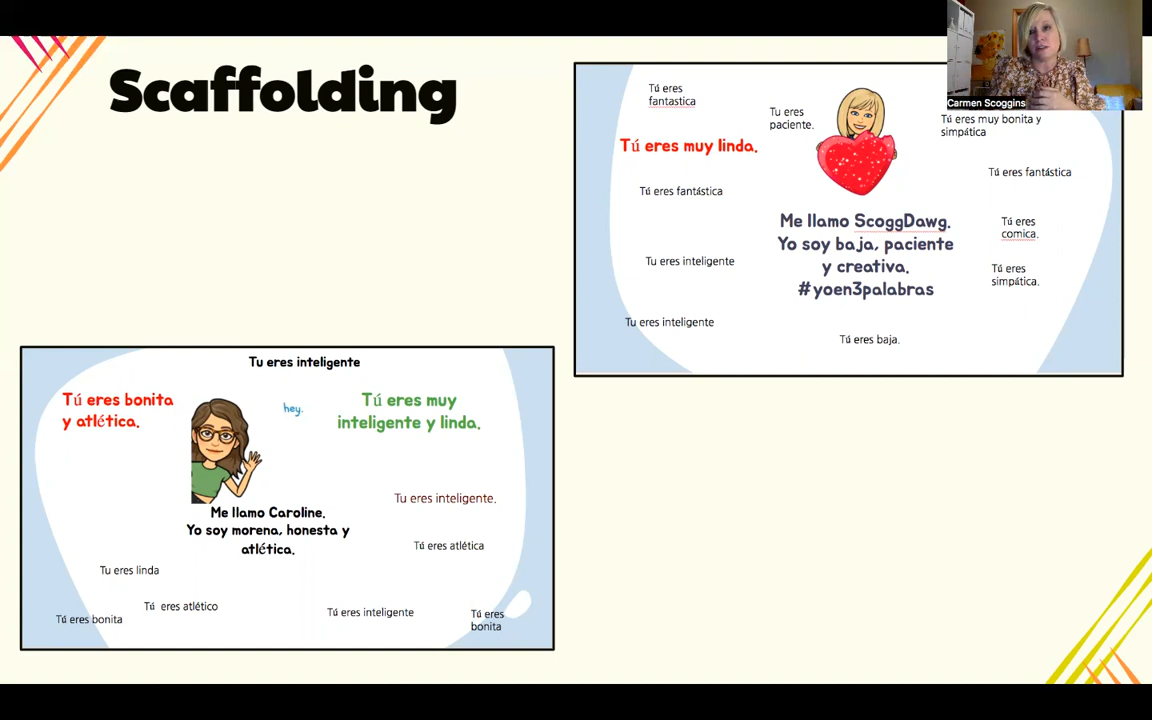 Scaffolding
Carmen Scoggins
Tú eres
fantastica
Tu eres
paciente.
Tú eres muy bonita y
simpática
Tú eres muy linda.
Tú eres fantástica
Tú eres fantástica
Me llamo ScoggDawg.
Yo soy baja, paciente
y creativa.
#yoen3palabras
Tú eres
comica.
Tu eres inteligente
Tú eres
simpática.
Tu eres inteligente
Tú eres baja.
Tu eres inteligente
Tú eres bonita
y atlética.
hey.
Tú eres muy
inteligente y linda.
Tu eres inteligente.
Me llamo Caroline.
Yo soy morena, honesta y
atlética.
Tú eres atlética
Tu eres linda
Tú eres atlético
Tú eres bonita
Tú eres inteligente
Tú eres
bonita